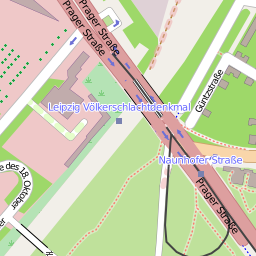 Prager Straße
Prager Straße
Güntzstraße
Leipzig Völkerschlachtdenkmal
Naunhofer Straße
e des 18. Oktober
Prager Straße